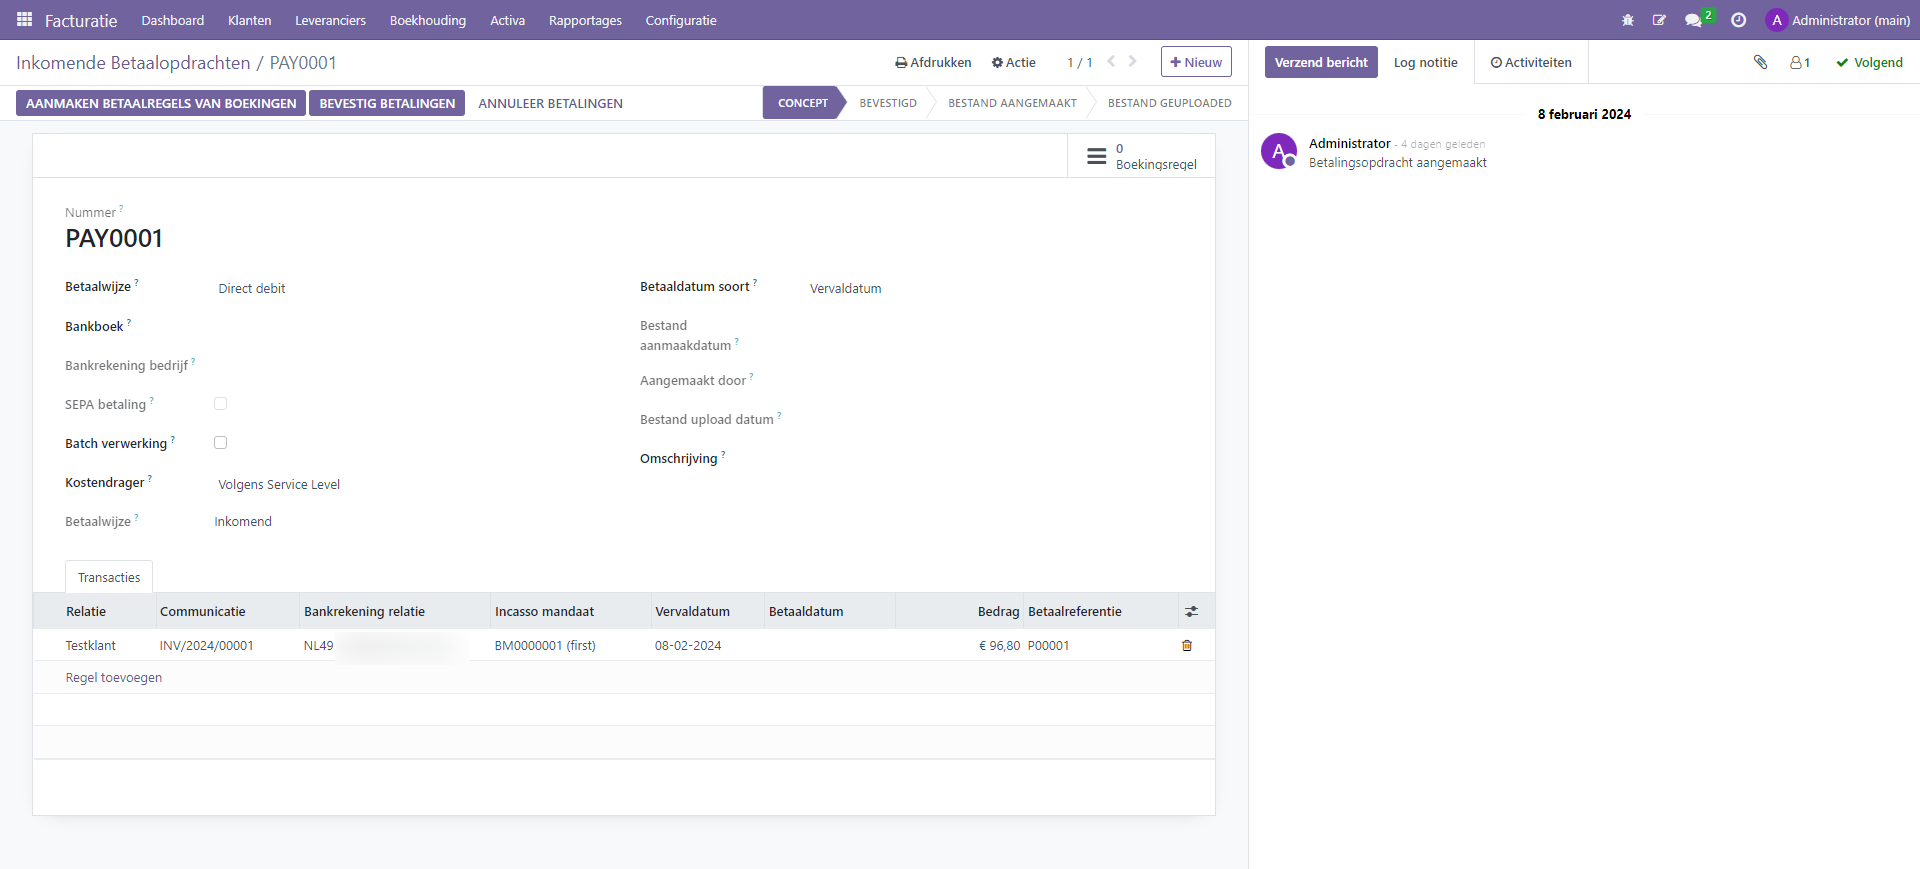 Facturatie Dashboard Klanten Leveranciers Boekhouding Activa Rapportages Configuratie 2 A Administrator (main)
Inkomende Betaalopdrachten / PAY0001 Afdrukken Actie 1 / 1 Nieuw
Verzend bericht Log notitie Activiteiten 1 Volgend
AANMAKEN BETAALREGELS VAN BOEKINGEN BEVESTIG BETALINGEN ANNULEER BETALINGEN CONCEPT BEVESTIGD BESTAND AANGEMAAKT BESTAND GEUPLOADED
8 februari 2024
A Administrator - 4 dagen geleden
Betalingsopdracht aangemaakt
0
Boekingsregel
Nummer ?
PAY0001
Betaalwijze ? Direct debit
Bankboek ?
Bankrekening bedrijf ?
SEPA betaling ?
Batch verwerking ?
Kostendrager ? Volgens Service Level
Betaalwijze ? Inkomend
Betaaldatum soort ? Vervaldatum
Bestand
aanmaakdatum ?
Aangemaakt door ?
Bestand upload datum ?
Omschrijving ?
Transacties
Relatie Communicatie Bankrekening relatie Incasso mandaat Vervaldatum Betaaldatum Bedrag Betaalreferentie
Testklant INV/2024/00001 NL49 BM0000001 (first) 08-02-2024 € 96,80 P00001
Regel toevoegen